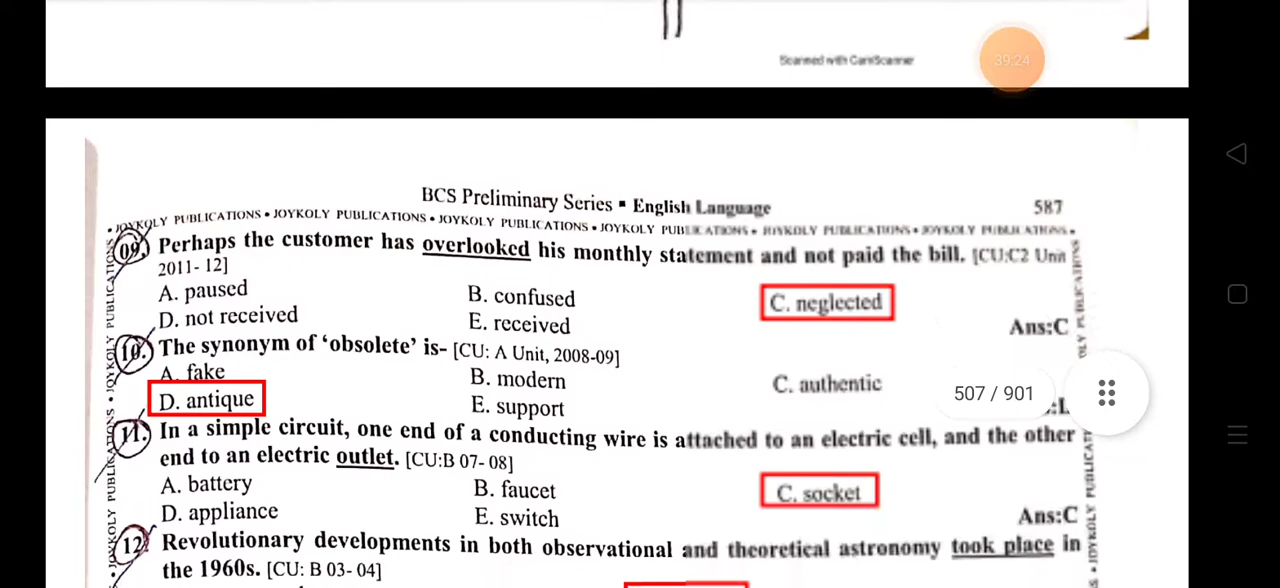 Scanned with CamScanner
39:24
BCS Preliminary Series ▪ English Language 587
• JOYKOLY PUBLICATIONS • JOYKOLY PUBLICATIONS • JOYKOLY PUBLICATIONS • JOYKOLY PUBLICATIONS • JOYKOLY PUBLICATIONS • JOYKOLY PUBLICATIONS •
09. Perhaps the customer has overlooked his monthly statement and not paid the bill. [CU:C2 Unit
2011- 12]
A. paused B. confused C. neglected
D. not received E. received Ans:C
10. The synonym of ‘obsolete’ is- [CU: A Unit, 2008-09]
A. fake B. modern C. authentic
D. antique E. support
507 / 901
11. In a simple circuit, one end of a conducting wire is attached to an electric cell, and the other
end to an electric outlet. [CU:B 07- 08]
A. battery B. faucet C. socket
D. appliance E. switch Ans:C
12. Revolutionary developments in both observational and theoretical astronomy took place in
the 1960s. [CU: B 03- 04]